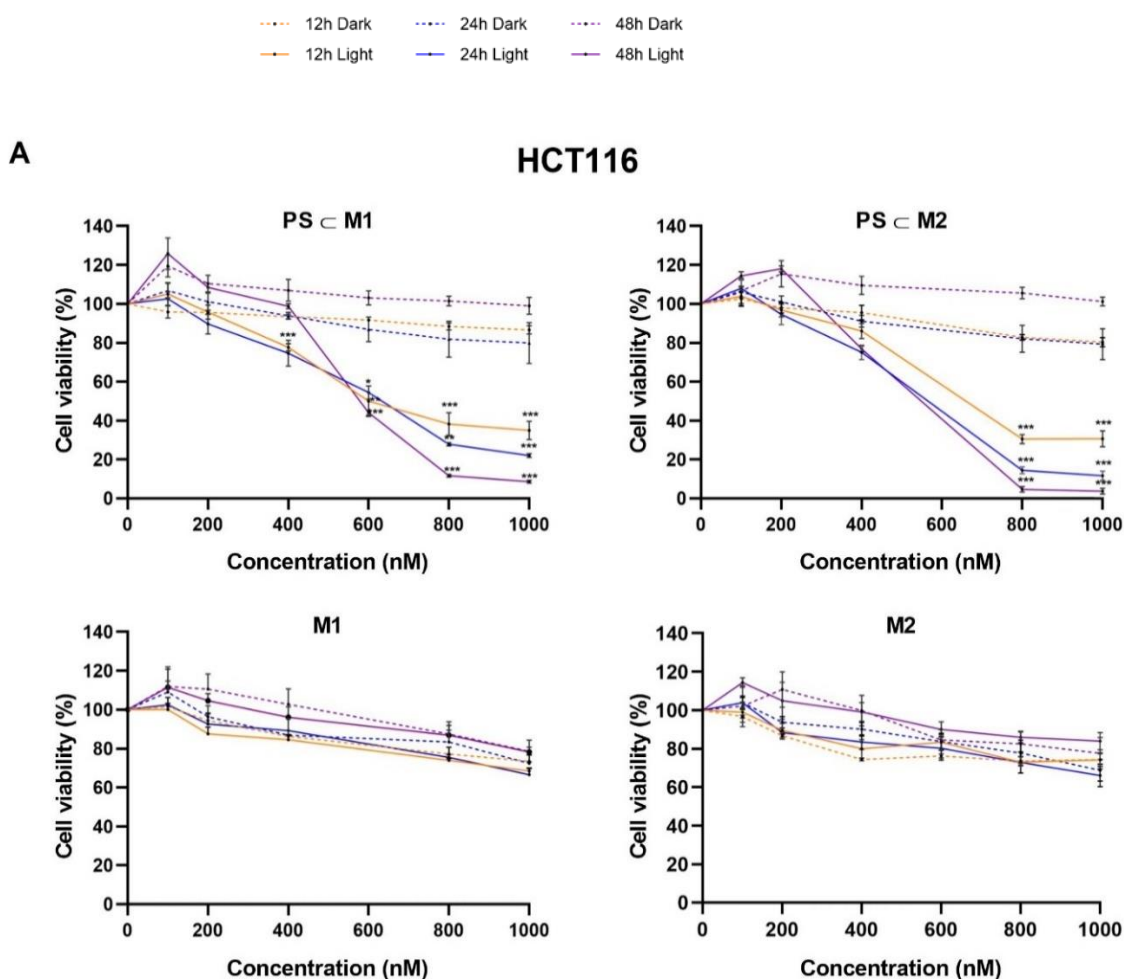 12h Dark 24h Dark 48h Dark
12h Light 24h Light 48h Light
A
HCT116
PS ⊂ M1
PS ⊂ M2
Cell viability (%)
140
120
100
80
60
40
20
0
*** * ** *** *** ** *** *** *** ***
0 200 400 600 800 1000
Concentration (nM)
Cell viability (%)
140
120
100
80
60
40
20
0
*** *** *** *** *** ***
0 200 400 600 800 1000
Concentration (nM)
M1
M2
Cell viability (%)
140
120
100
80
60
40
20
0
0 200 400 600 800 1000
Concentration (nM)
Cell viability (%)
140
120
100
80
60
40
20
0
0 200 400 600 800 1000
Concentration (nM)